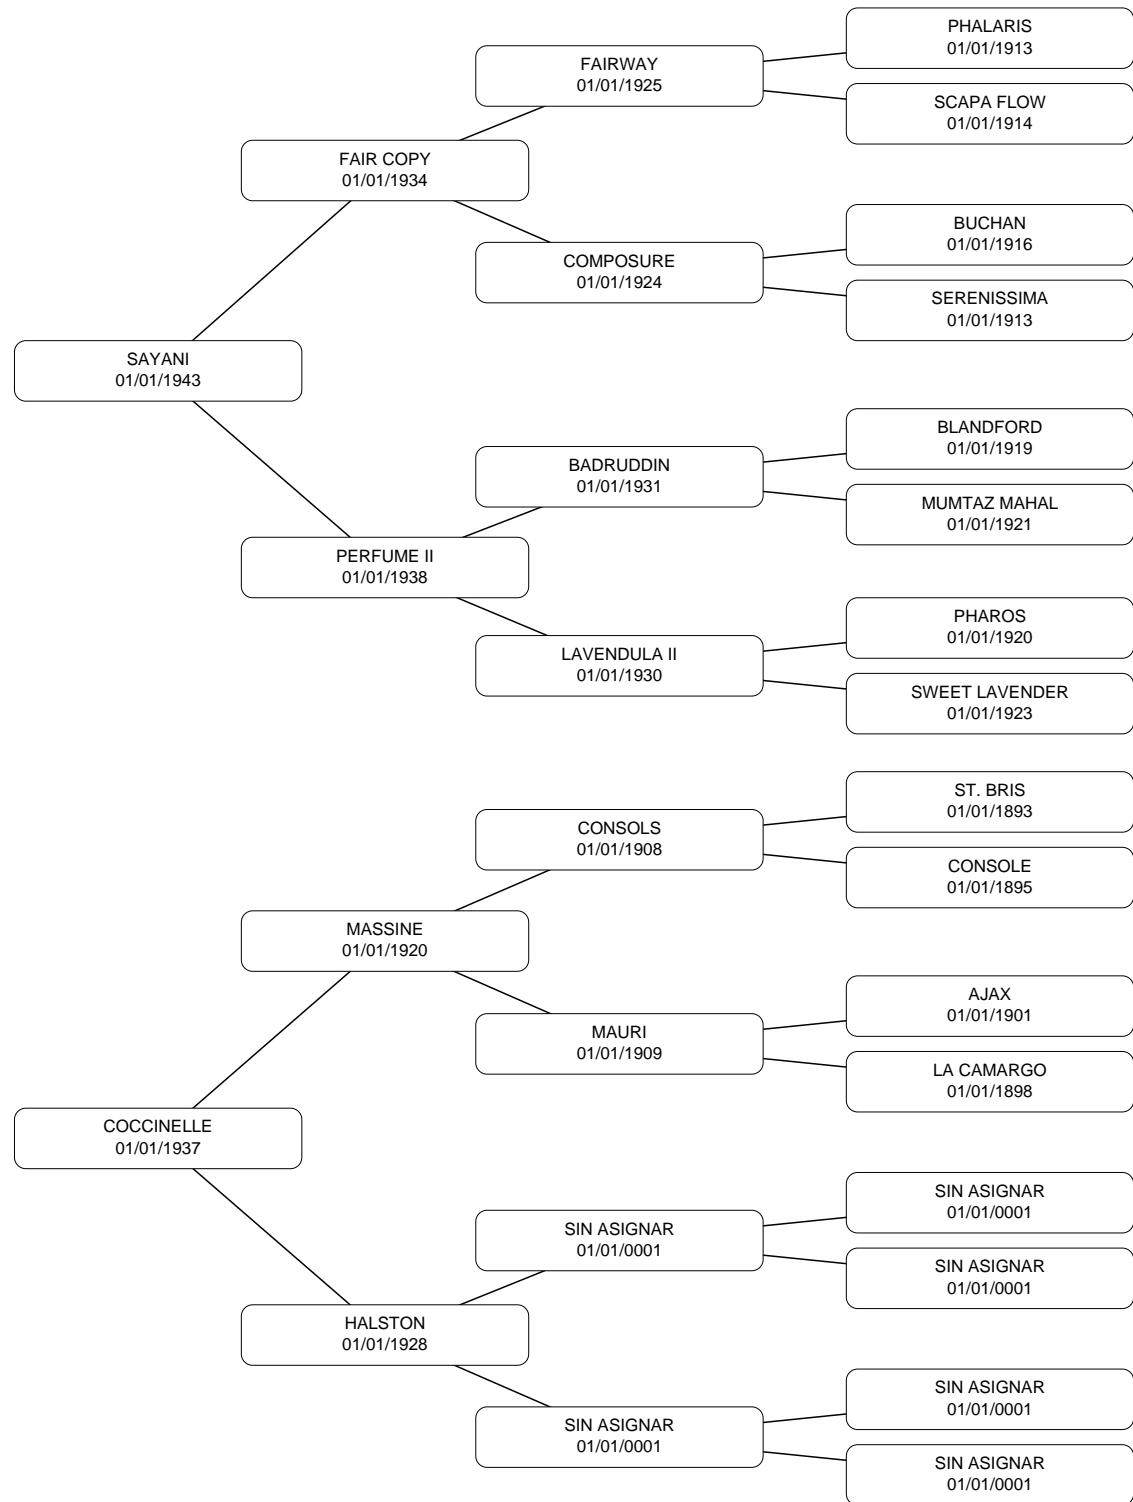 PHALARIS
01/01/1913
FAIRWAY
01/01/1925
SCAPA FLOW
01/01/1914
FAIR COPY
01/01/1934
BUCHAN
01/01/1916
COMPOSURE
01/01/1924
SERENISSIMA
01/01/1913
SAYANI
01/01/1943
BLANDFORD
01/01/1919
BADRUDDIN
01/01/1931
MUMTAZ MAHAL
01/01/1921
PERFUME II
01/01/1938
PHAROS
01/01/1920
LAVENDULA II
01/01/1930
SWEET LAVENDER
01/01/1923
ST. BRIS
01/01/1893
CONSOLS
01/01/1908
CONSOLE
01/01/1895
MASSINE
01/01/1920
AJAX
01/01/1901
MAURI
01/01/1909
LA CAMARGO
01/01/1898
COCCINELLE
01/01/1937
SIN ASIGNAR
01/01/0001
SIN ASIGNAR
01/01/0001
SIN ASIGNAR
01/01/0001
HALSTON
01/01/1928
SIN ASIGNAR
01/01/0001
SIN ASIGNAR
01/01/0001
SIN ASIGNAR
01/01/0001